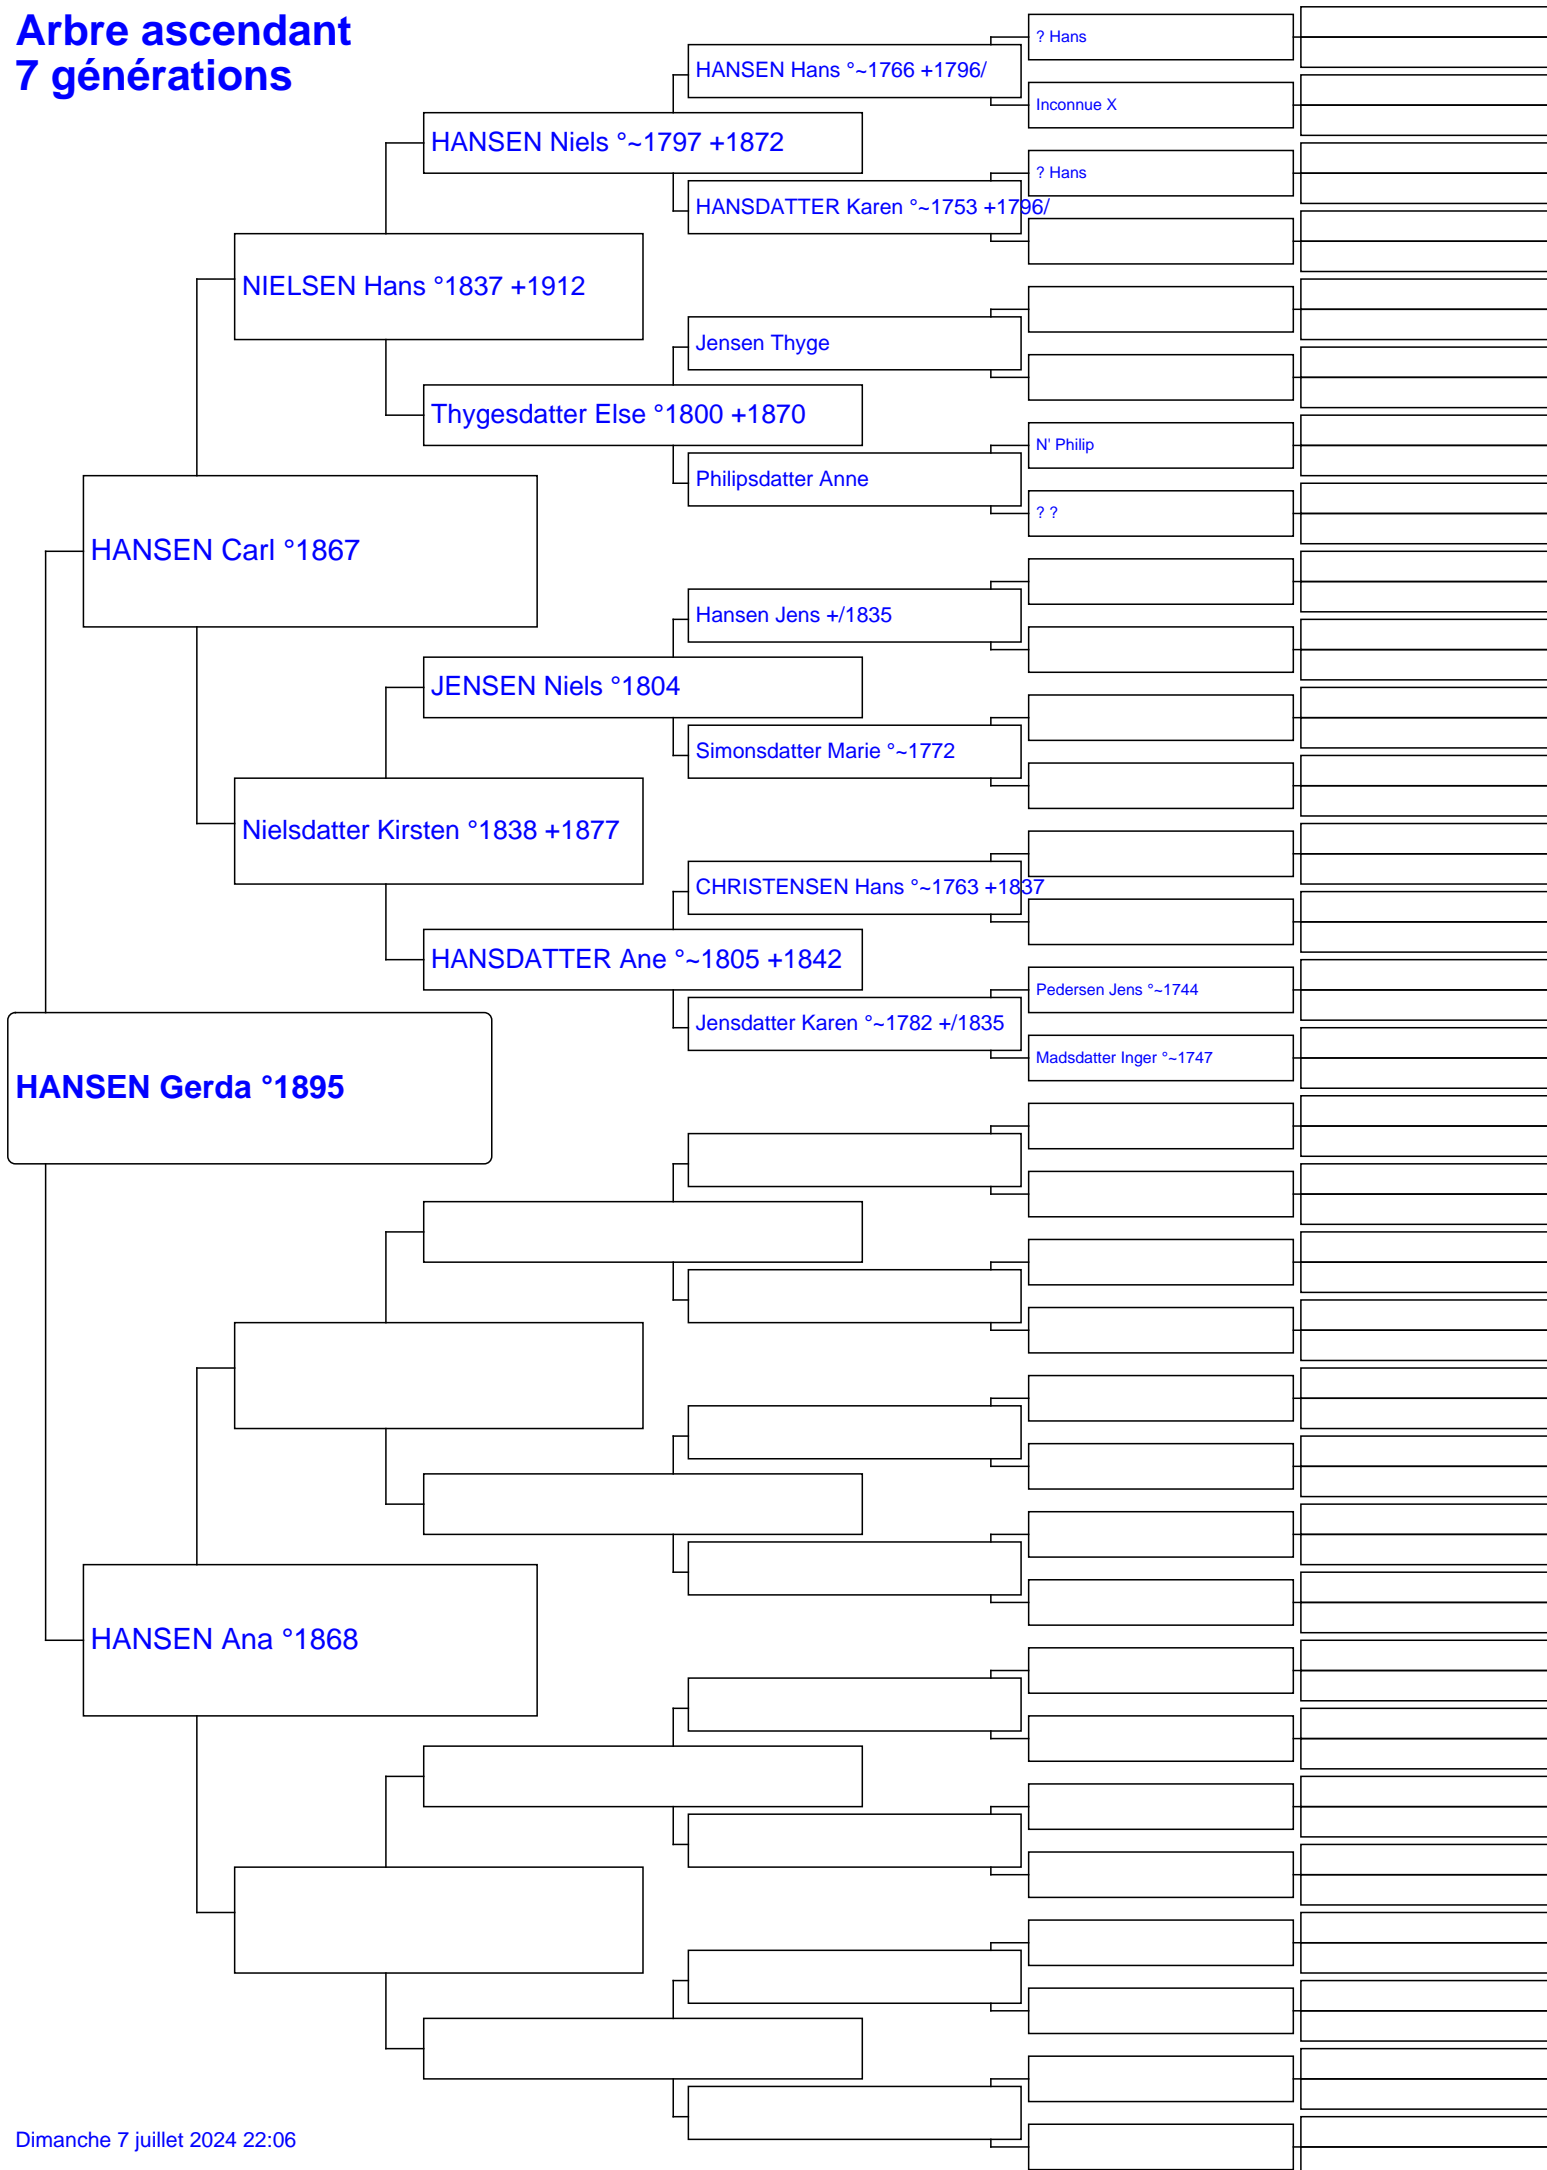 Arbre ascendant
7 générations
? Hans
HANSEN Hans °~1766 +1796/
Inconnue X
HANSEN Niels °~1797 +1872
? Hans
HANSDATTER Karen °~1753 +1796/
NIELSEN Hans °1837 +1912
Jensen Thyge
Thygesdatter Else °1800 +1870
N' Philip
Philipsdatter Anne
? ?
HANSEN Carl °1867
Hansen Jens +/1835
JENSEN Niels °1804
Simonsdatter Marie °~1772
Nielsdatter Kirsten °1838 +1877
CHRISTENSEN Hans °~1763 +1837
HANSDATTER Ane °~1805 +1842
Pedersen Jens °~1744
Jensdatter Karen °~1782 +/1835
Madsdatter Inger °~1747
HANSEN Gerda °1895
HANSEN Ana °1868
Dimanche 7 juillet 2024 22:06